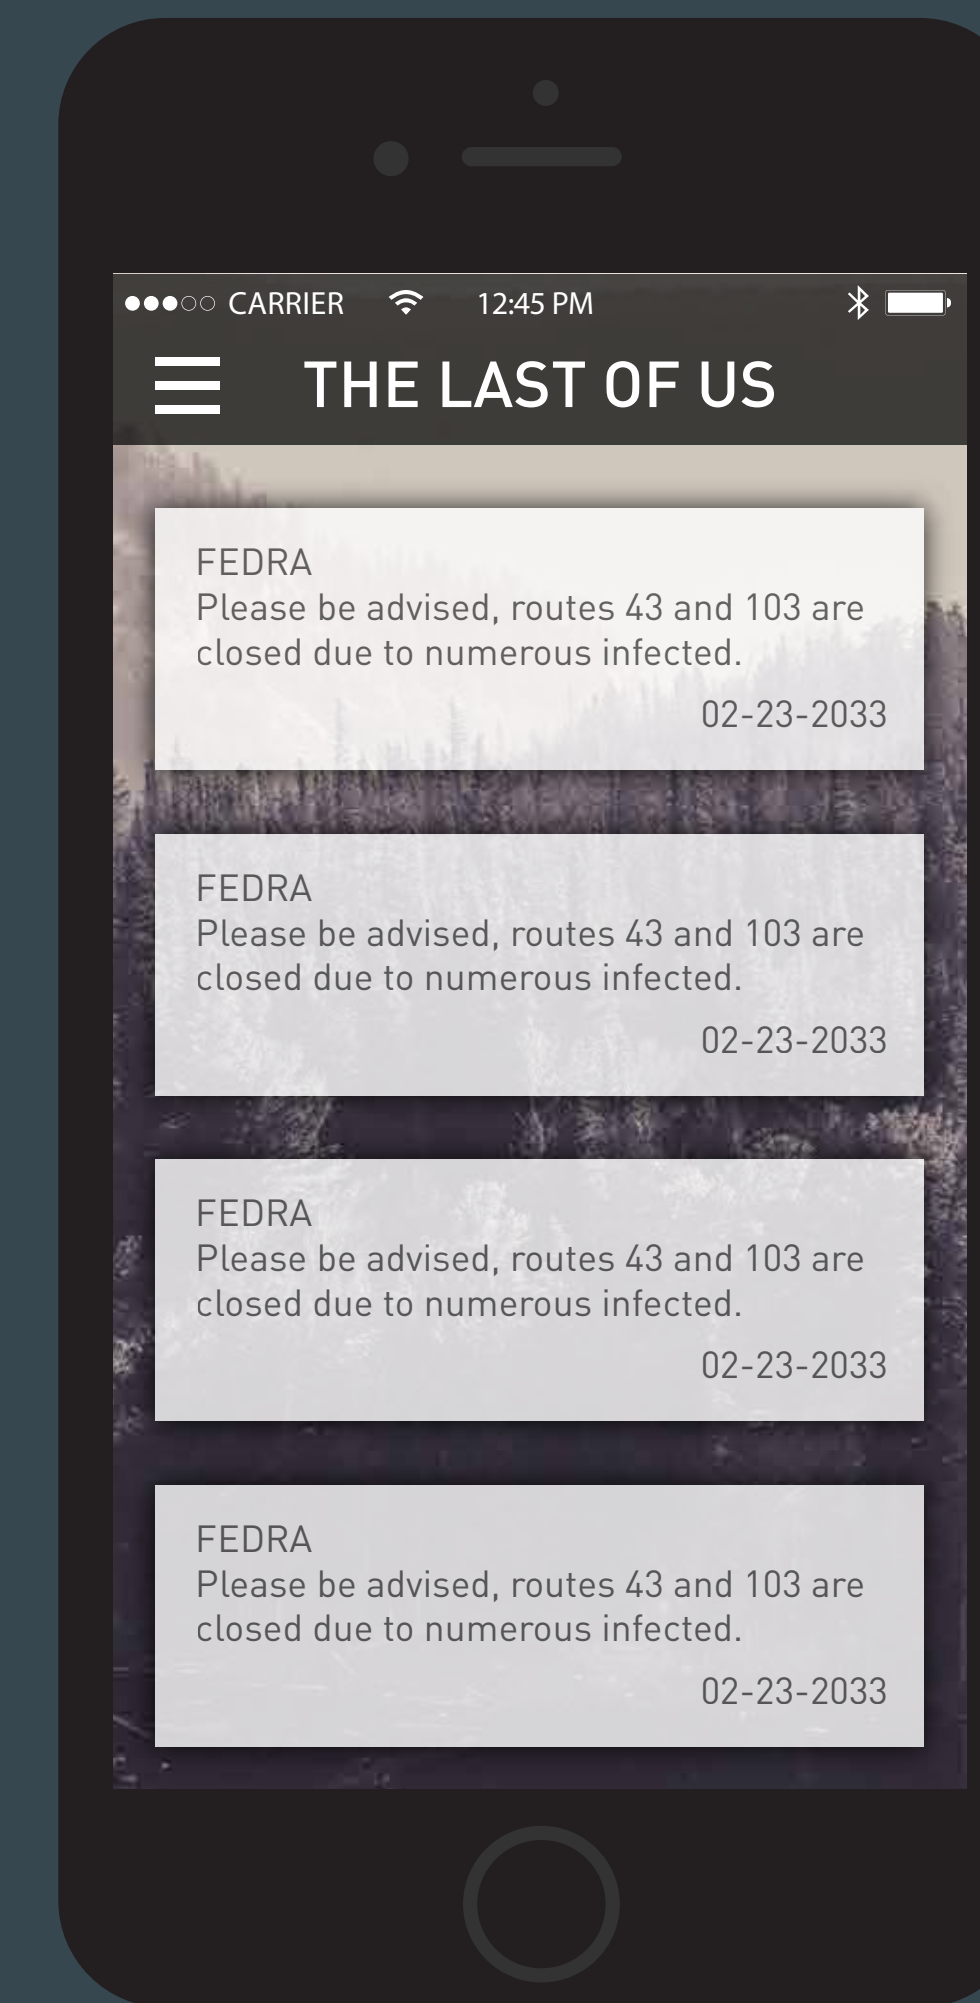 CARRIER 12:45 PM
THE LAST OF US
FEDRA
Please be advised, routes 43 and 103 are
closed due to numerous infected.
02-23-2033
FEDRA
Please be advised, routes 43 and 103 are
closed due to numerous infected.
02-23-2033
FEDRA
Please be advised, routes 43 and 103 are
closed due to numerous infected.
02-23-2033
FEDRA
Please be advised, routes 43 and 103 are
closed due to numerous infected.
02-23-2033